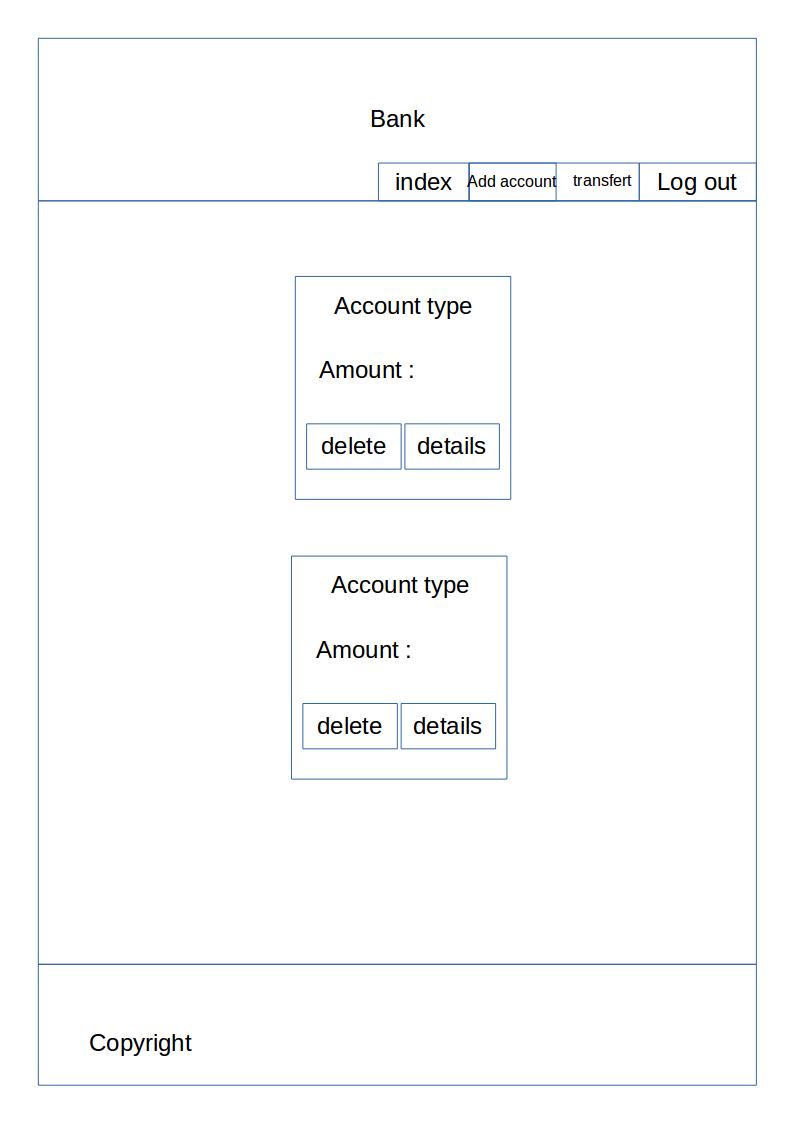 Bank
index Add account transfert Log out
Account type
Amount :
delete details
Account type
Amount :
delete details
Copyright